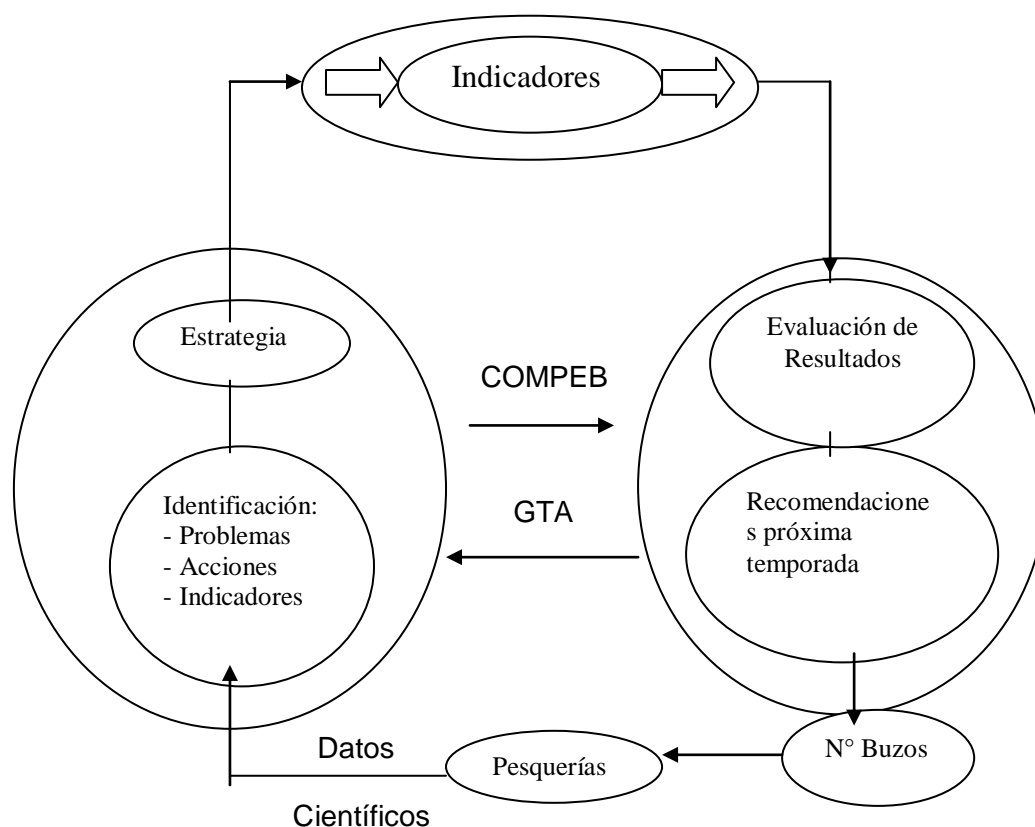 Indicadores
Estrategia
Identificación:
- Problemas
- Acciones
- Indicadores
COMPEB
GTA
Evaluación de
Resultados
Recomendacione
s próxima
temporada
N° Buzos
Pesquerías
Datos
Científicos